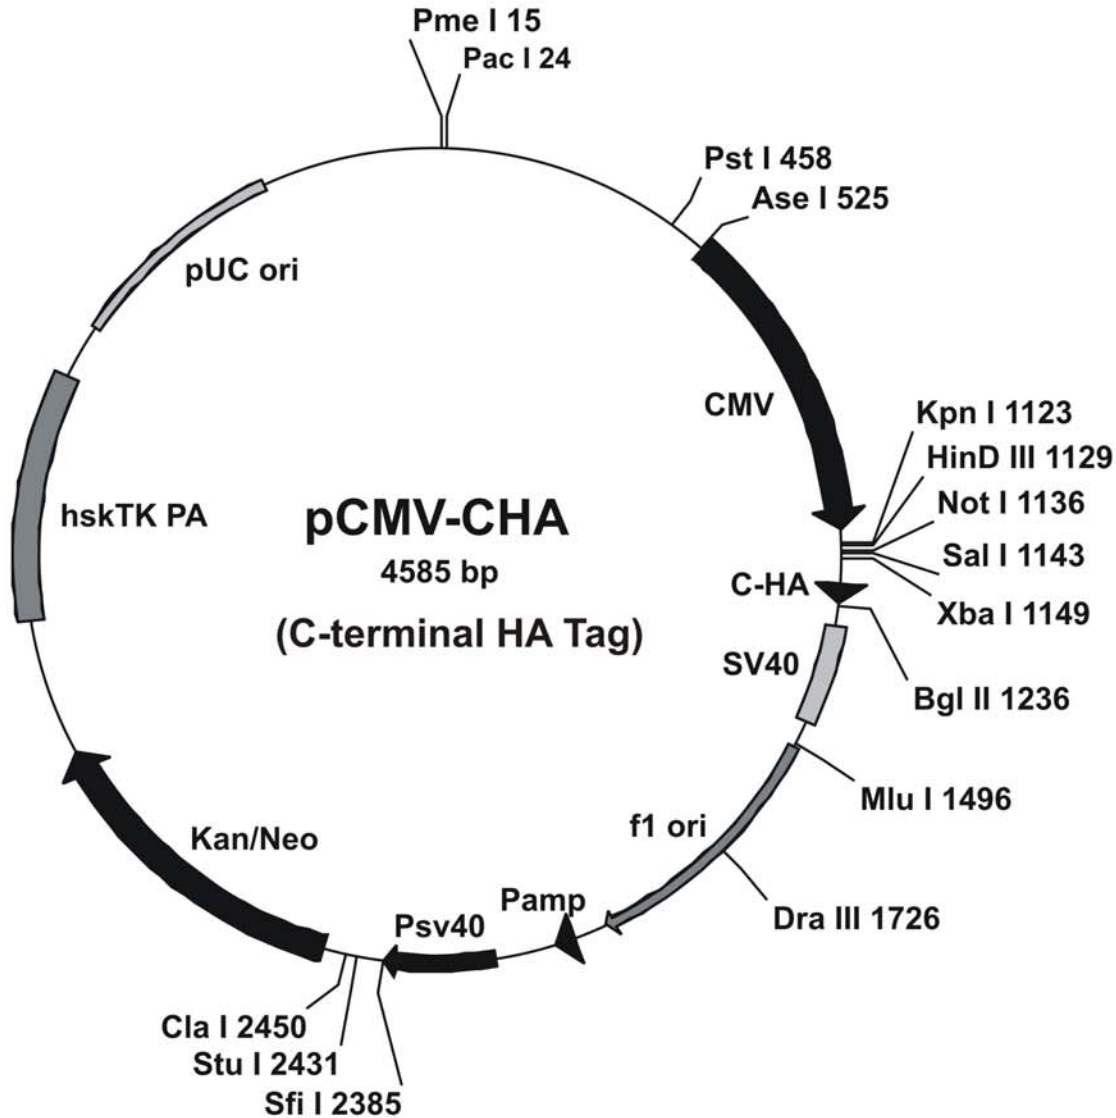 Pme I 15
Pac I 24
Pst I 458
Ase I 525
pUC ori
CMV
Kpn I 1123
HinD III 1129
Not I 1136
Sal I 1143
Xba I 1149
hskTK PA
pCMV-CHA
4585 bp
(C-terminal HA Tag)
C-HA
SV40
Bgl II 1236
Mlu I 1496
f1 ori
Kan/Neo
Dra III 1726
Pamp
Psv40
Cla I 2450
Stu I 2431
Sfi I 2385